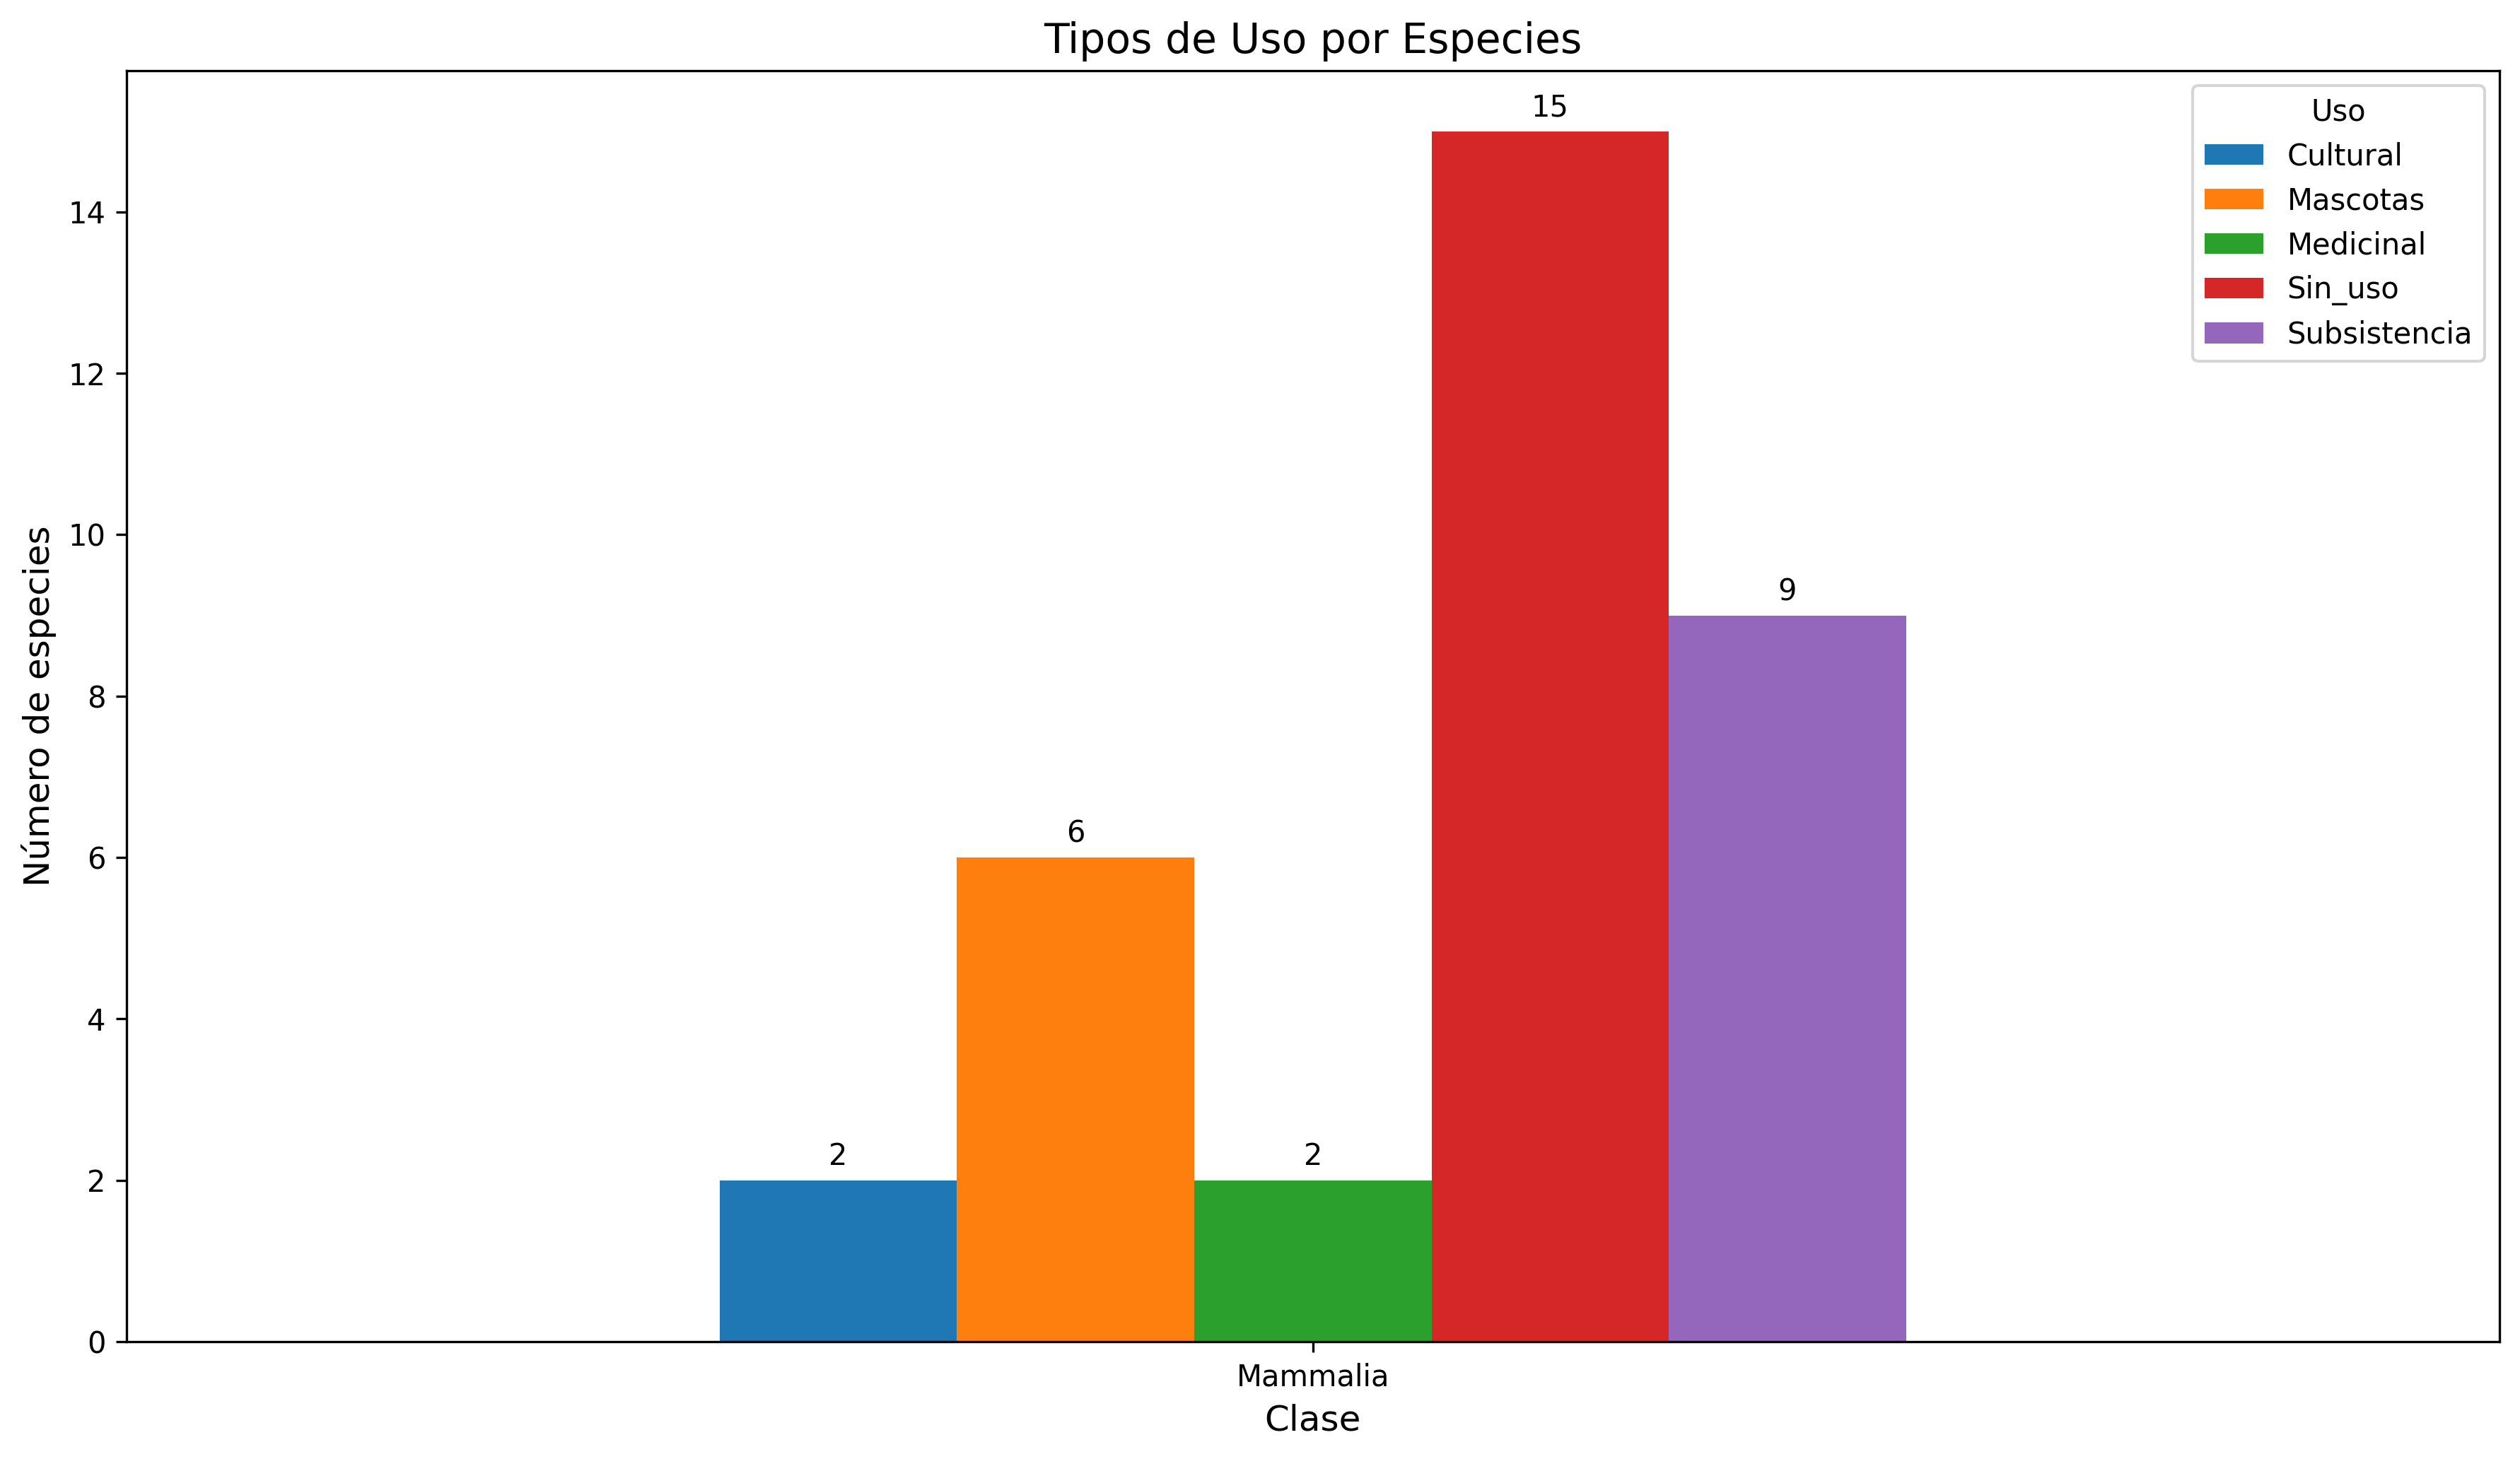 Tipos de Uso por Especies
Uso
Cultural
Mascotas
Medicinal
Sin_uso
Subsistencia
Número de especies
14
12
10
8
6
4
2
0
2
6
2
15
9
Mammalia
Clase